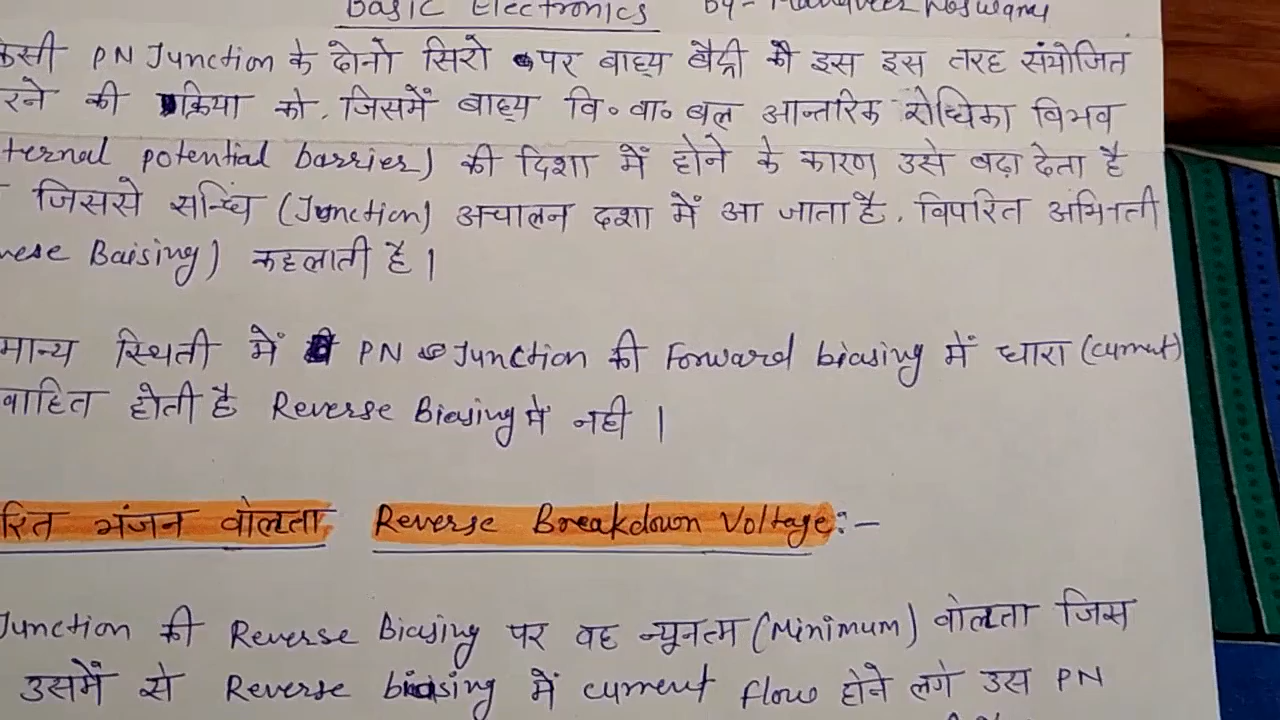 Basic Electronics By-
केसी PN Junction के दोनो सिरो पर बाह्य बैट्री को इस इस तरह संयोजित
रने की प्रक्रिया को, जिसमें बाह्य वि॰ वा॰ बल आन्तरिक रोधिका विभव
ternal potential barrier) की दिशा में होने के कारण उसे बढा देता है
जिससे सन्धि (Junction) अचालन दशा में आ जाता है, विपरित अभिनती
Baising) कहलाती है।
मान्य स्थिती में PN Junction की Forward biasing में धारा (current)
वाहित होती है Reverse Biasing में नही ।
रित भंजन वोल्टता Reverse Breakdown Voltage:-
Junction की Reverse Biasing पर वह न्यूनतम (Minimum) वोल्टता जिस
उसमें से Reverse biasing में current flow होने लगे उस PN